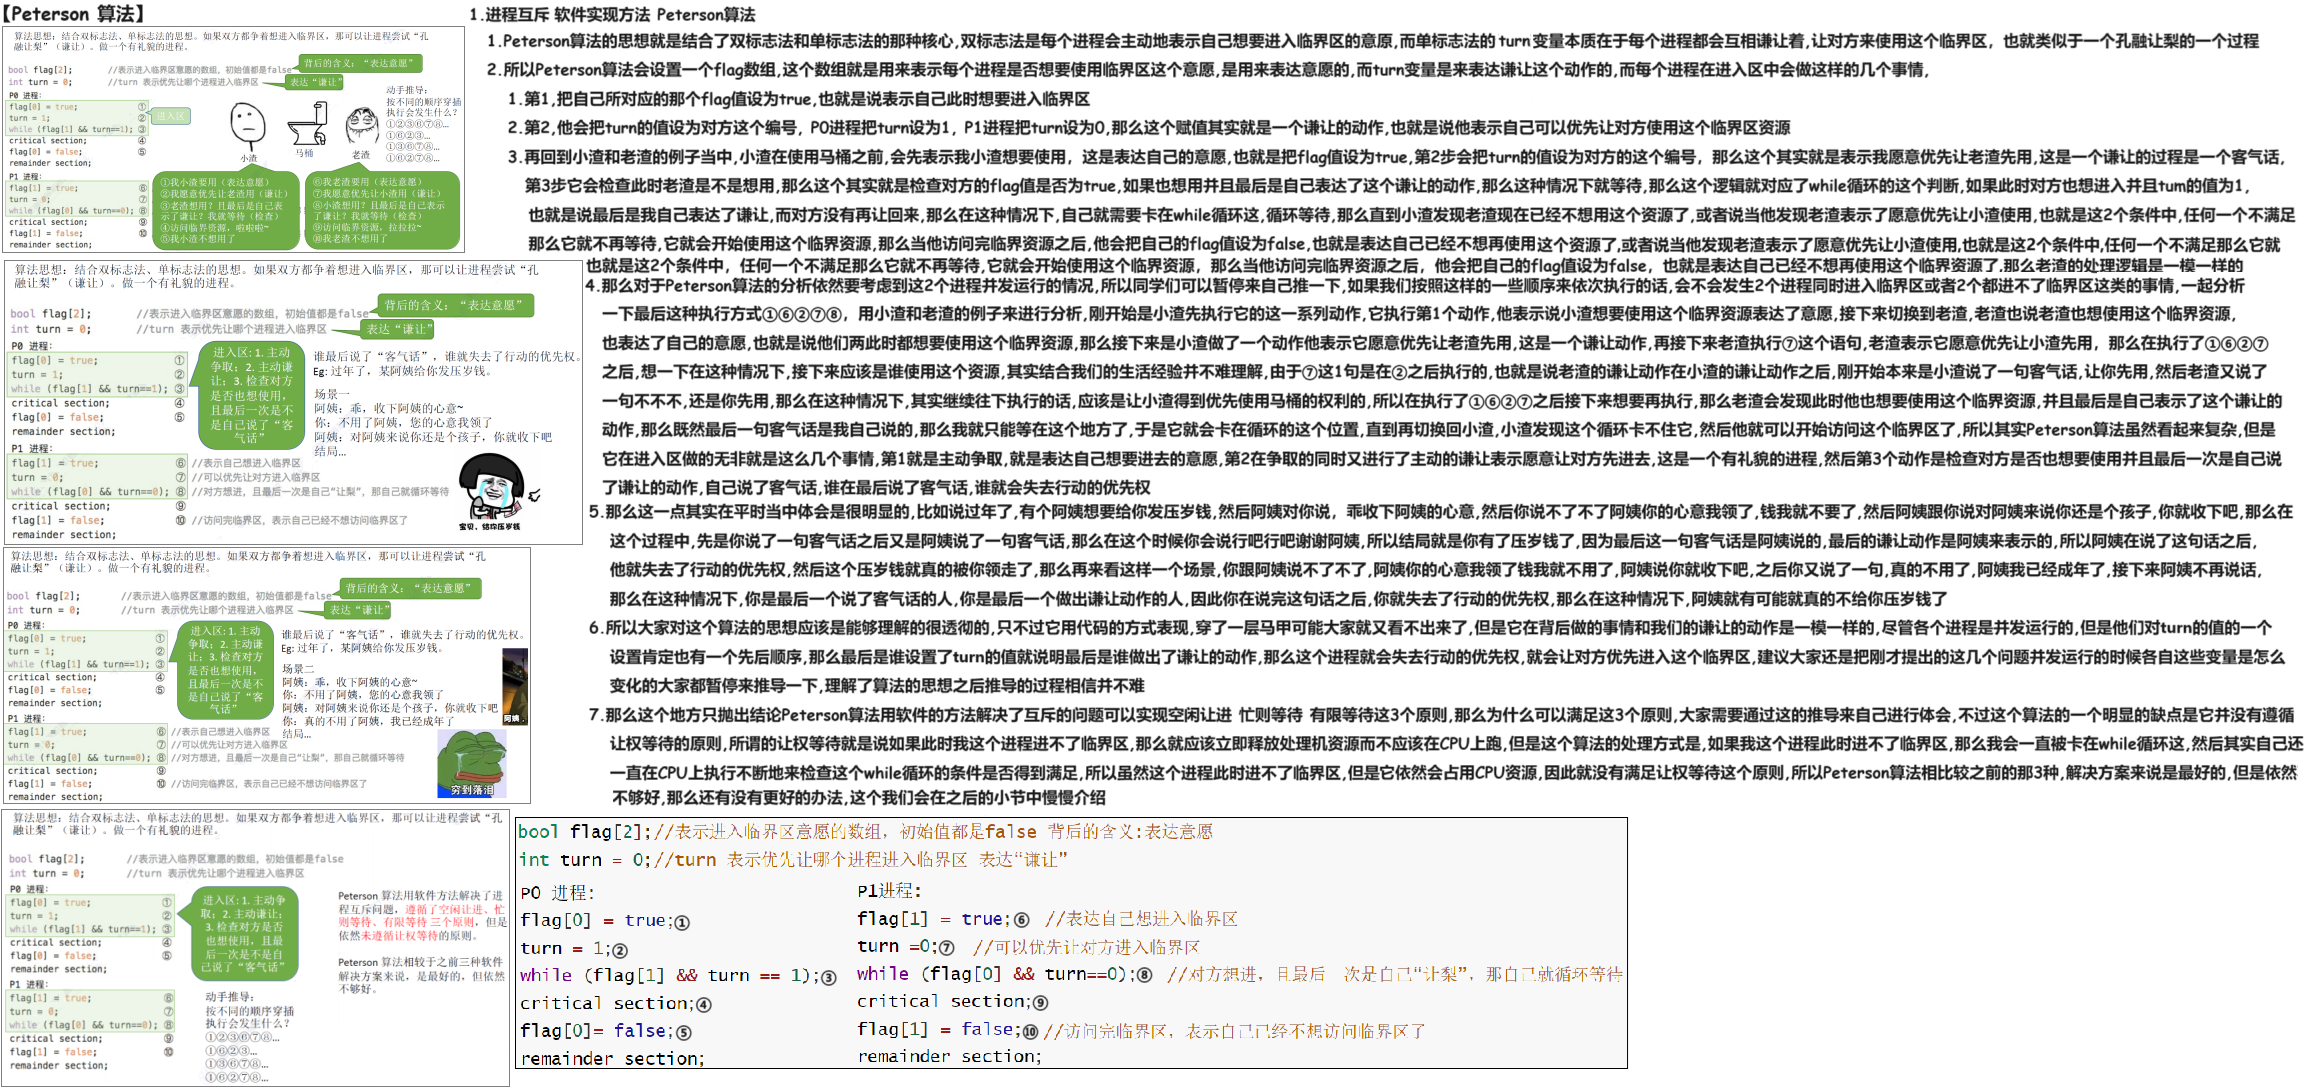 【Peterson 算法】
算法思想：结合双标志法、单标志法的思想。如果双方都争着想进入临界区，那可以让进程尝试“孔
融让梨”（谦让）。做一个有礼貌的进程。
背后的含义：“表达意愿”
bool flag[2]; //表示进入临界区意愿的数组，初始值都是false
int turn = 0; //turn 表示优先让哪个进程进入临界区
表达“谦让”
P0 进程:
flag[0] = true; ①
turn = 1; ②
while (flag[1] && turn==1); ③
critical section; ④
flag[0] = false; ⑤
remainder section;
进入区
P1 进程:
flag[1] = true; ⑥
turn = 0; ⑦
while (flag[0] && turn==0); ⑧
critical section; ⑨
flag[1] = false; ⑩
remainder section;
动手推导：
按不同的顺序穿插
执行会发生什么？
①②③⑥⑦⑧...
①⑥②③...
①③⑥⑦⑧...
①⑥②⑦⑧...
小渣
马桶
老渣
①我小渣要用（表达意愿）
②我愿意优先让老渣用（谦让）
③老渣想用？且最后是自己表
示了谦让？我就等待（检查）
④访问临界资源，啦啦啦~
⑤我小渣不想用了
⑥我老渣要用（表达意愿）
⑦我愿意优先让小渣用（谦让）
⑧小渣想用？且最后是自己表示
了谦让？我就等待（检查）
⑨访问临界资源，拉拉拉~
⑩我老渣不想用了
算法思想：结合双标志法、单标志法的思想。如果双方都争着想进入临界区，那可以让进程尝试“孔
融让梨”（谦让）。做一个有礼貌的进程。
背后的含义：“表达意愿”
bool flag[2]; //表示进入临界区意愿的数组，初始值都是false
int turn = 0; //turn 表示优先让哪个进程进入临界区
表达“谦让”
P0 进程:
flag[0] = true; ①
turn = 1; ②
while (flag[1] && turn==1); ③
critical section; ④
flag[0] = false; ⑤
remainder section;
P1 进程:
flag[1] = true; ⑥ //表示自己想进入临界区
turn = 0; ⑦ //可以优先让对方进入临界区
while (flag[0] && turn==0); ⑧ //对方想进，且最后一次是自己“让梨”，那自己就循环等待
critical section; ⑨
flag[1] = false; ⑩ //访问完临界区，表示自己已经不想访问临界区了
remainder section;
进入区：1. 主动
争取；2. 主动谦
让；3. 检查对方
是否也想使用，
且最后一次是不
是自己说了“客
气话”
谁最后说了“客气话”，谁就失去了行动的优先权。
Eg: 过年了，某阿姨给你发压岁钱。
场景一
阿姨：乖，收下阿姨的心意~
你：不用了阿姨，您的心意我领了
阿姨：对阿姨来说你还是个孩子，你就收下吧
结局…
宝贝，给你压岁钱
算法思想：结合双标志法、单标志法的思想。如果双方都争着想进入临界区，那可以让进程尝试“孔
融让梨”（谦让）。做一个有礼貌的进程。
背后的含义：“表达意愿”
bool flag[2]; //表示进入临界区意愿的数组，初始值都是false
int turn = 0; //turn 表示优先让哪个进程进入临界区
表达“谦让”
P0 进程:
flag[0] = true; ①
turn = 1; ②
while (flag[1] && turn==1); ③
critical section; ④
flag[0] = false; ⑤
remainder section;
P1 进程:
flag[1] = true; ⑥ //表示自己想进入临界区
turn = 0; ⑦ //可以优先让对方进入临界区
while (flag[0] && turn==0); ⑧ //对方想进，且最后一次是自己“让梨”，那自己就循环等待
critical section; ⑨
flag[1] = false; ⑩ //访问完临界区，表示自己已经不想访问临界区了
remainder section;
进入区：1. 主动
争取；2. 主动谦
让；3. 检查对方
是否也想使用，
且最后一次是不
是自己说了“客
气话”
谁最后说了“客气话”，谁就失去了行动的优先权。
Eg: 过年了，某阿姨给你发压岁钱。
场景二
阿姨：乖，收下阿姨的心意~
你：不用了阿姨，您的心意我领了
阿姨：对阿姨来说你还是个孩子，你就收下吧
你：真的不用了阿姨，我已经成年了
结局…
阿姨
穷到落泪
算法思想：结合双标志法、单标志法的思想。如果双方都争着想进入临界区，那可以让进程尝试“孔
融让梨”（谦让）。做一个有礼貌的进程。
bool flag[2]; //表示进入临界区意愿的数组，初始值都是false
int turn = 0; //turn 表示优先让哪个进程进入临界区
P0 进程:
flag[0] = true; ①
turn = 1; ②
while (flag[1] && turn==1); ③
critical section; ④
flag[0] = false; ⑤
remainder section;
P1 进程:
flag[1] = true; ⑥
turn = 0; ⑦
while (flag[0] && turn==0); ⑧
critical section; ⑨
flag[1] = false; ⑩
remainder section;
进入区：1. 主动争
取；2. 主动谦让；
3. 检查对方是否
也想使用，且最
后一次是不是自
己说了“客气话”
动手推导：
按不同的顺序穿插
执行会发生什么？
①②③⑥⑦⑧...
①⑥②③...
①③⑥⑦⑧...
①⑥②⑦⑧...
Peterson 算法用软件方法解决了进
程互斥问题，遵循了空闲让进、忙
则等待、有限等待 三个原则，但是
依然未遵循让权等待的原则。
Peterson 算法相较于之前三种软件
解决方案来说，是最好的，但依然
不够好。
1.进程互斥 软件实现方法 Peterson算法
1.Peterson算法的思想就是结合了双标志法和单标志法的那种核心,双标志法是每个进程会主动地表示自己想要进入临界区的意原,而单标志法的 turn变量本质在于每个进程都会互相谦让着,让对方来使用这个临界区，也就类似于一个孔融让梨的一个过程
2.所以Peterson算法会设置一个flag数组,这个数组就是用来表示每个进程是否想要使用临界区这个意愿,是用来表达意愿的,而turn变量是来表达谦让这个动作的,而每个进程在进入区中会做这样的几个事情,
1.第1,把自己所对应的那个flag值设为true,也就是说表示自己此时想要进入临界区
2.第2,他会把turn的值设为对方这个编号，P0进程把turn设为1，P1进程把turn设为0,那么这个赋值其实就是一个谦让的动作,也就是说他表示自己可以优先让对方使用这个临界区资源
3.再回到小渣和老渣的例子当中,小渣在使用马桶之前,会先表示我小渣想要使用，这是表达自己的意愿,也就是把flag值设为true,第2步会把turn的值设为对方的这个编号，那么这个其实就是表示我愿意优先让老渣先用,这是一个谦让的过程是一个客气话,
第3步它会检查此时老渣是不是想用,那么这个其实就是检查对方的flag值是否为true,如果也想用并且最后是自己表达了这个谦让的动作,那么这种情况下就等待,那么这个逻辑就对应了while循环的这个判断,如果此时对方也想进入并且tum的值为1,
也就是说最后是我自己表达了谦让,而对方没有再让回来,那么在这种情况下,自己就需要卡在while循环这,循环等待,那么直到小渣发现老渣现在已经不想用这个资源了,或者说当他发现老渣表示了愿意优先让小渣使用,也就是这2个条件中,任何一个不满足
那么它就不再等待,它就会开始使用这个临界资源,那么当他访问完临界资源之后,他会把自己的flag值设为false,也就是表达自己已经不想再使用这个资源了,或者说当他发现老渣表示了愿意优先让小渣使用,也就是这2个条件中,任何一个不满足那么它就
也就是这2个条件中，任何一个不满足那么它就不再等待,它就会开始使用这个临界资源，那么当他访问完临界资源之后，他会把自己的flag值设为false，也就是表达自己已经不想再使用这个临界资源了,那么老渣的处理逻辑是一模一样的
4.那么对于Peterson算法的分析依然要考虑到这2个进程并发运行的情况,所以同学们可以暂停来自己推一下,如果我们按照这样的一些顺序来依次执行的话,会不会发生2个进程同时进入临界区或者2个都进不了临界区这类的事情,一起分析
一下最后这种执行方式①⑥②⑦⑧，用小渣和老渣的例子来进行分析,刚开始是小渣先执行它的这一系列动作,它执行第1个动作,他表示说小渣想要使用这个临界资源表达了意愿,接下来切换到老渣,老渣也说老渣也想使用这个临界资源,
也表达了自己的意愿,也就是说他们两此时都想要使用这个临界资源,那么接下来是小渣做了一个动作他表示它愿意优先让老渣先用,这是一个谦让动作,再接下来老渣执行⑦这个语句,老渣表示它愿意优先让小渣先用，那么在执行了①⑥②⑦
之后,想一下在这种情况下,接下来应该是谁使用这个资源,其实结合我们的生活经验并不难理解,由于⑦这1句是在②之后执行的,也就是说老渣的谦让动作在小渣的谦让动作之后,刚开始本来是小渣说了一句客气话,让你先用,然后老渣又说了
一句不不不,还是你先用,那么在这种情况下,其实继续往下执行的话,应该是让小渣得到优先使用马桶的权利的,所以在执行了①⑥②⑦之后接下来想要再执行,那么老渣会发现此时他也想要使用这个临界资源,并且最后是自己表示了这个谦让的
动作,那么既然最后一句客气话是我自己说的,那么我就只能等在这个地方了,于是它就会卡在循环的这个位置,直到再切换回小渣,小渣发现这个循环卡不住它,然后他就可以开始访问这个临界区了,所以其实Peterson算法虽然看起来复杂,但是
它在进入区做的无非就是这么几个事情,第1就是主动争取,就是表达自己想要进去的意愿,第2在争取的同时又进行了主动的谦让表示愿意让对方先进去,这是一个有礼貌的进程,然后第3个动作是检查对方是否也想要使用并且最后一次是自己说
了谦让的动作,自己说了客气话,谁在最后说了客气话,谁就会失去行动的优先权
5.那么这一点其实在平时当中体会是很明显的,比如说过年了,有个阿姨想要给你发压岁钱,然后阿姨对你说，乖收下阿姨的心意,然后你说不了不了阿姨你的心意我领了,钱我就不要了,然后阿姨跟你说对阿姨来说你还是个孩子,你就收下吧,那么在
这个过程中,先是你说了一句客气话之后又是阿姨说了一句客气话,那么在这个时候你会说行吧行吧谢谢阿姨,所以结局就是你有了压岁钱了,因为最后这一句客气话是阿姨说的,最后的谦让动作是阿姨来表示的,所以阿姨在说了这句话之后,
他就失去了行动的优先权,然后这个压岁钱就真的被你领走了,那么再来看这样一个场景,你跟阿姨说不了不了,阿姨你的心意我领了钱我就不用了,阿姨说你就收下吧,之后你又说了一句,真的不用了,阿姨我已经成年了,接下来阿姨不再说话,
那么在这种情况下,你是最后一个说了客气话的人,你是最后一个做出谦让动作的人,因此你在说完这句话之后,你就失去了行动的优先权,那么在这种情况下,阿姨就有可能就真的不给你压岁钱了
6.所以大家对这个算法的思想应该是能够理解的很透彻的,只不过它用代码的方式表现,穿了一层马甲可能大家就又看不出来了,但是它在背后做的事情和我们的谦让的动作是一模一样的,尽管各个进程是并发运行的,但是他们对turn的值的一个
设置肯定也有一个先后顺序,那么最后是谁设置了turn的值就说明最后是谁做出了谦让的动作,那么这个进程就会失去行动的优先权,就会让对方优先进入这个临界区,建议大家还是把刚才提出的这几个问题并发运行的时候各自这些变量是怎么
变化的大家都暂停来推导一下,理解了算法的思想之后推导的过程相信并不难
7.那么这个地方只抛出结论Peterson算法用软件的方法解决了互斥的问题可以实现空闲让进 忙则等待 有限等待这3个原则,那么为什么可以满足这3个原则,大家需要通过这的推导来自己进行体会,不过这个算法的一个明显的缺点是它并没有遵循
让权等待的原则,所谓的让权等待就是说如果此时我这个进程进不了临界区,那么就应该立即释放处理机资源而不应该在CPU上跑,但是这个算法的处理方式是,如果我这个进程此时进不了临界区,那么我会一直被卡在while循环这,然后其实自己还
一直在CPU上执行不断地来检查这个while循环的条件是否得到满足,所以虽然这个进程此时进不了临界区,但是它依然会占用CPU资源,因此就没有满足让权等待这个原则,所以Peterson算法相比较之前的那3种,解决方案来说是最好的,但是依然
不够好,那么还有没有更好的办法,这个我们会在之后的小节中慢慢介绍
bool flag[2];//表示进入临界区意愿的数组，初始值都是false 背后的含义:表达意愿
int turn = 0;//turn 表示优先让哪个进程进入临界区 表达“谦让”
P0 进程:
flag[0] = true;①
turn = 1;②
while (flag[1] && turn == 1);③
critical section;④
flag[0]= false;⑤
remainder section;
P1进程:
flag[1] = true;⑥ //表达自己想进入临界区
turn =0;⑦ //可以优先让对方进入临界区
while (flag[0] && turn==0);⑧ //对方想进，且最后一次是自己“让梨”，那自己就循环等待
critical section;⑨
flag[1] = false;⑩ //访问完临界区，表示自己已经不想访问临界区了
remainder section;